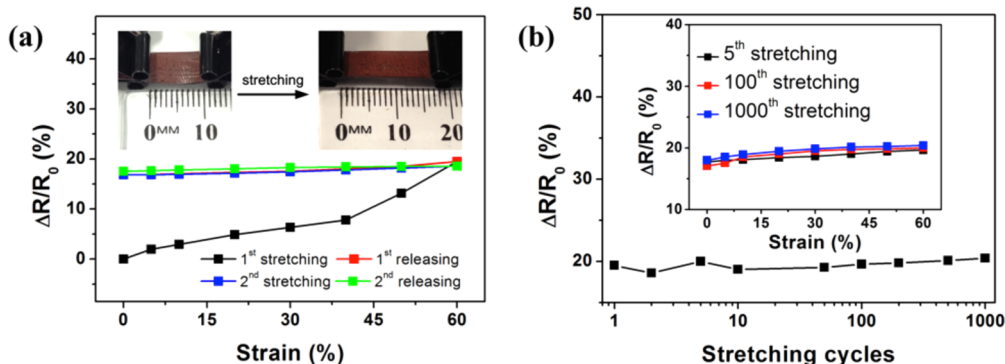 (a)
50
40
30
20
10
0
ΔR/R0 (%)
stretching
0MM 10
0MM 10 20
1st stretching
1st releasing
2nd stretching
2nd releasing
0 15 30 45 60
Strain (%)
(b)
50
40
30
20
ΔR/R0 (%)
40
30
20
10
ΔR/R0 (%)
5th stretching
100th stretching
1000th stretching
0 15 30 45 60
Strain (%)
1 10 100 1000
Stretching cycles